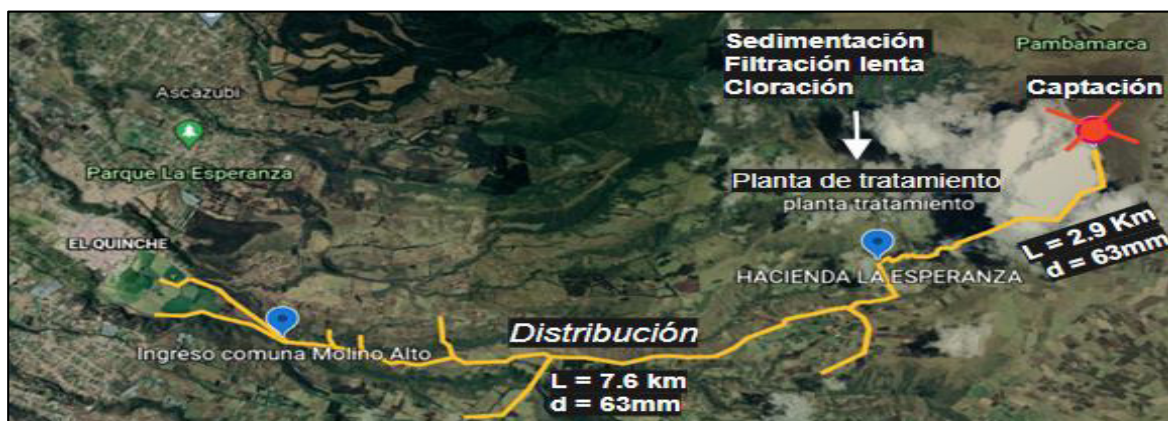 Sedimentación
Filtración lenta
Cloración
Pambamarca
Captación
Ascazubi
Parque La Esperanza
Planta de tratamiento
planta tratamiento
EL QUINCHE
L = 2.9 Km
d = 63mm
HACIENDA LA ESPERANZA
Distribución
Ingreso comuna Molino Alto
L = 7.6 km
d = 63mm